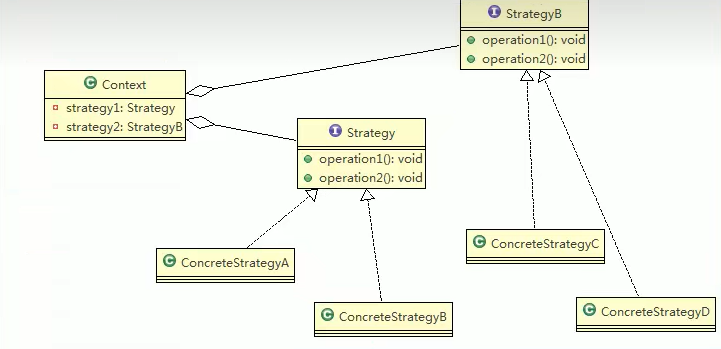 StrategyB
operation1(): void
operation2(): void
Context
strategy1: Strategy
strategy2: StrategyB
Strategy
operation1(): void
operation2(): void
ConcreteStrategyC
ConcreteStrategyA
ConcreteStrategyD
ConcreteStrategyB